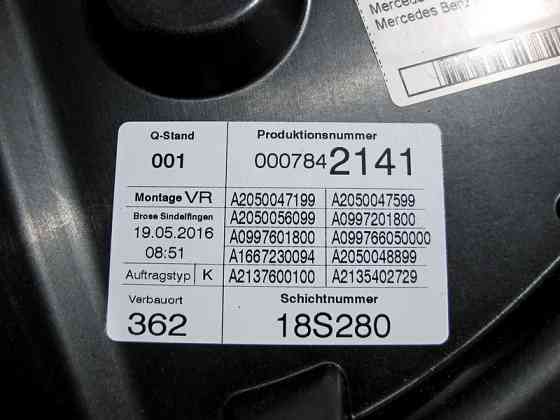 Mercedes
Mercedes Benz
Q-Stand
001
Produktionsnummer
0007842141
Montage VR
Brose Sindelfingen
19.05.2016
08:51
Auftragstyp K
A2050047199 A2050047599
A2050056099 A0997201800
A0997601800 A099766050000
A1667230094 A2050048899
A2137600100 A2135402729
Verbauort
362
Schichtnummer
18S280